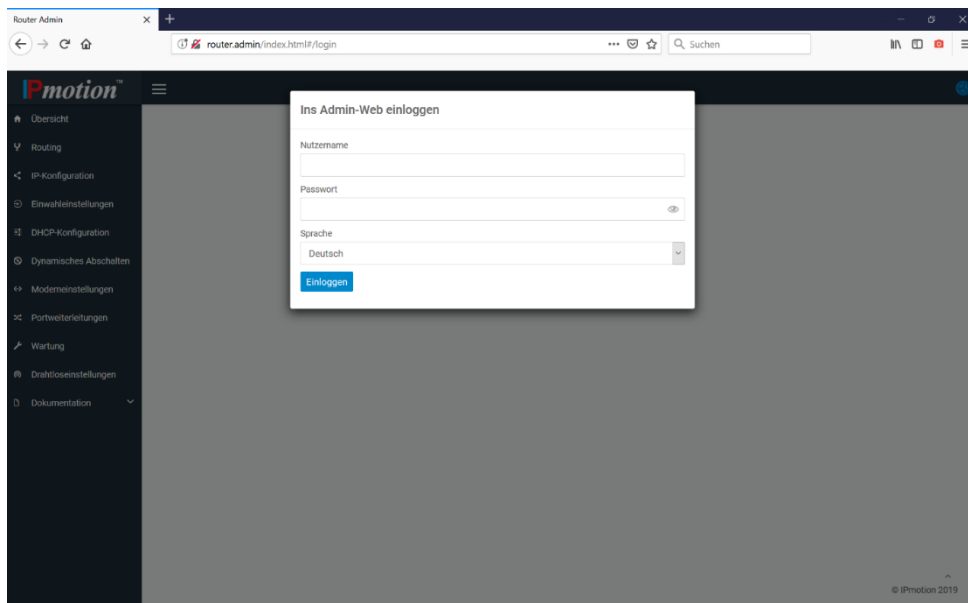 Router Admin
router.admin/index.html#/login
Suchen
IPmotion™
Übersicht
Routing
IP-Konfiguration
Einwahleinstellungen
DHCP-Konfiguration
Dynamisches Abschalten
Modemeinstellungen
Portweiterleitungen
Wartung
Drahtloseinstellungen
Dokumentation
Ins Admin-Web einloggen
Nutzername
Passwort
Sprache
Deutsch
Einloggen
© IPmotion 2019